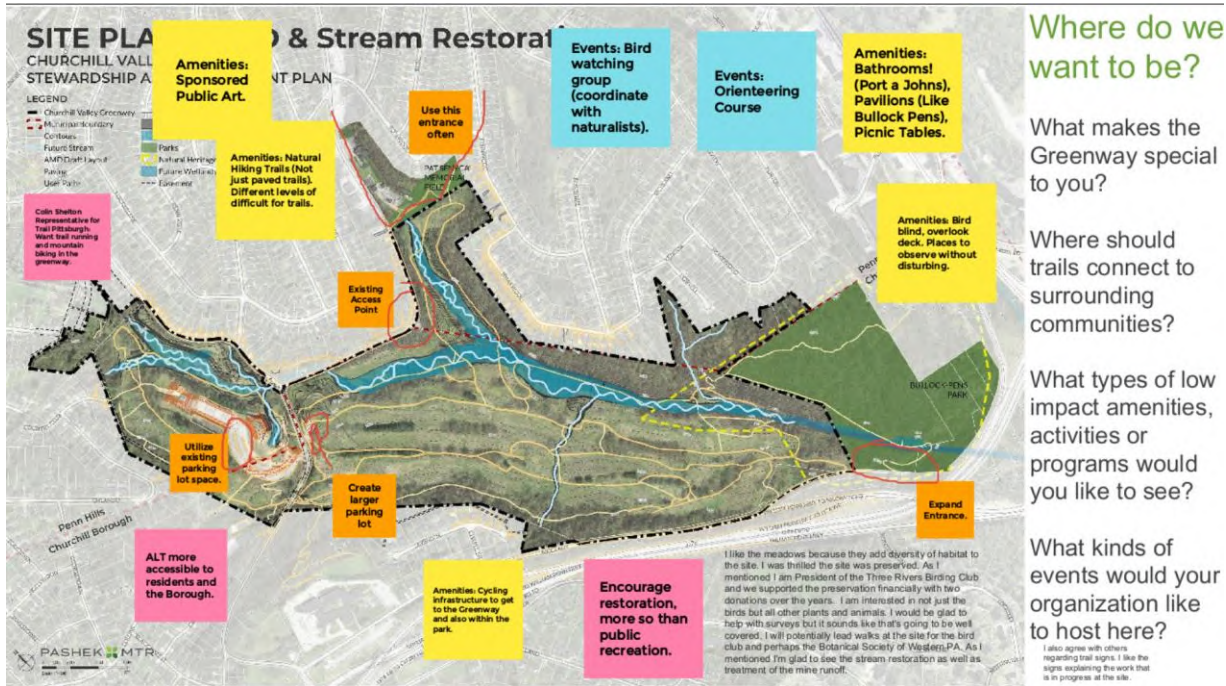 SITE PLA
D & Stream Restorati
CHURCHILL VALL
STEWARDSHIP A
NT PLAN
LEGEND
Churchill Valley Greenway
Municipal Boundary
Contours
Future Stream
AMD Draft Layout
Paving
User Paths
Parks
Natural Heritage
Future Wetland
Easement
Amenities:
Sponsored
Public Art.
Amenities: Natural
Hiking Trails (Not
just paved trails).
Different levels of
difficult for trails.
Use this
entrance
often
Events: Bird
watching
group
(coordinate
with
naturalists).
Events:
Orienteering
Course
Amenities:
Bathrooms!
(Port a Johns),
Pavilions (Like
Bullock Pens),
Picnic Tables.
Colin Shelton
Representative for
Trail Pittsburgh:
Want trail running
and mountain
biking in the
greenway.
MEMORIAL
FIELD
Amenities: Bird
blind, overlook
deck. Places to
observe without
disturbing.
Existing
Access
Point
BULLOCK PENS
PARK
Utilize
existing
parking
lot space.
Create
larger
parking
lot
Expand
Entrance.
Penn Hills
Churchill Borough
ALT more
accessible to
residents and
the Borough.
Amenities: Cycling
infrastructure to get
to the Greenway
and also within the
park.
Encourage
restoration,
more so than
public
recreation.
I like the meadows because they add diversity of habitat to
the site. I was thrilled the site was preserved. As I
mentioned I am President of the Three Rivers Birding Club
and we supported the preservation financially with two
donations over the years. I am interested in not just the
birds but all other plants and animals. I would be glad to
help with surveys but it sounds like that's going to be well
covered. I will potentially lead walks at the site for the bird
club and perhaps the Botanical Society of Western PA. As I
mentioned I'm glad to see the stream restoration as well as
treatment of the mine runoff.
PASHEK MTR
Where do we
want to be?
What makes the
Greenway special
to you?
Where should
trails connect to
surrounding
communities?
What types of low
impact amenities,
activities or
programs would
you like to see?
What kinds of
events would your
organization like
to host here?
I also agree with others
regarding trail signs. I like the
signs explaining the work that
is in progress at the site.